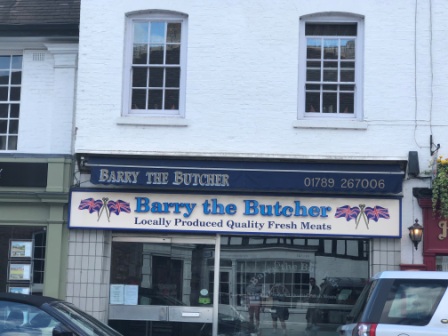 BARRY THE BUTCHER 01789 267006
Barry the Butcher
Locally Produced Quality Fresh Meats